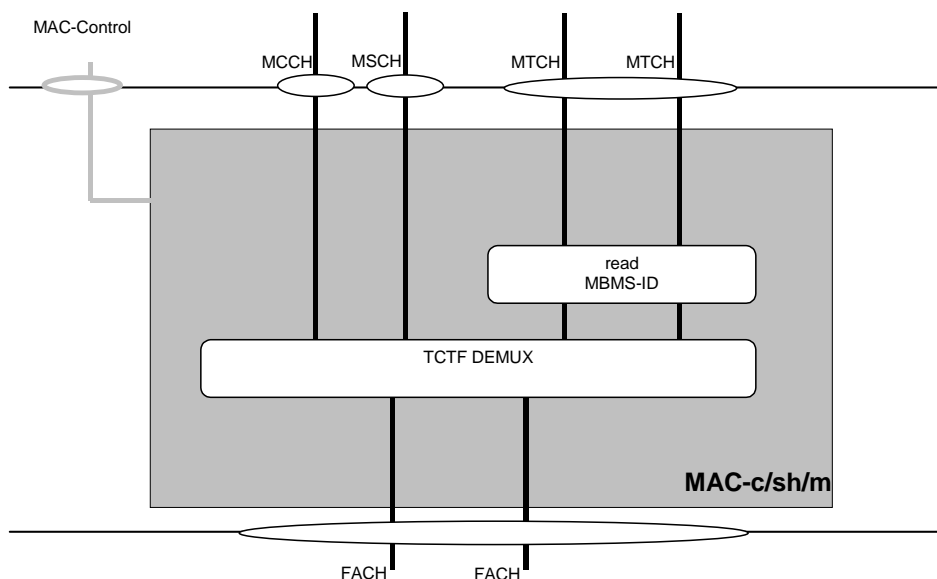 MAC-Control
MCCH
MSCH
MTCH
MTCH
read
MBMS-ID
TCTF DEMUX
MAC-c/sh/m
FACH
FACH